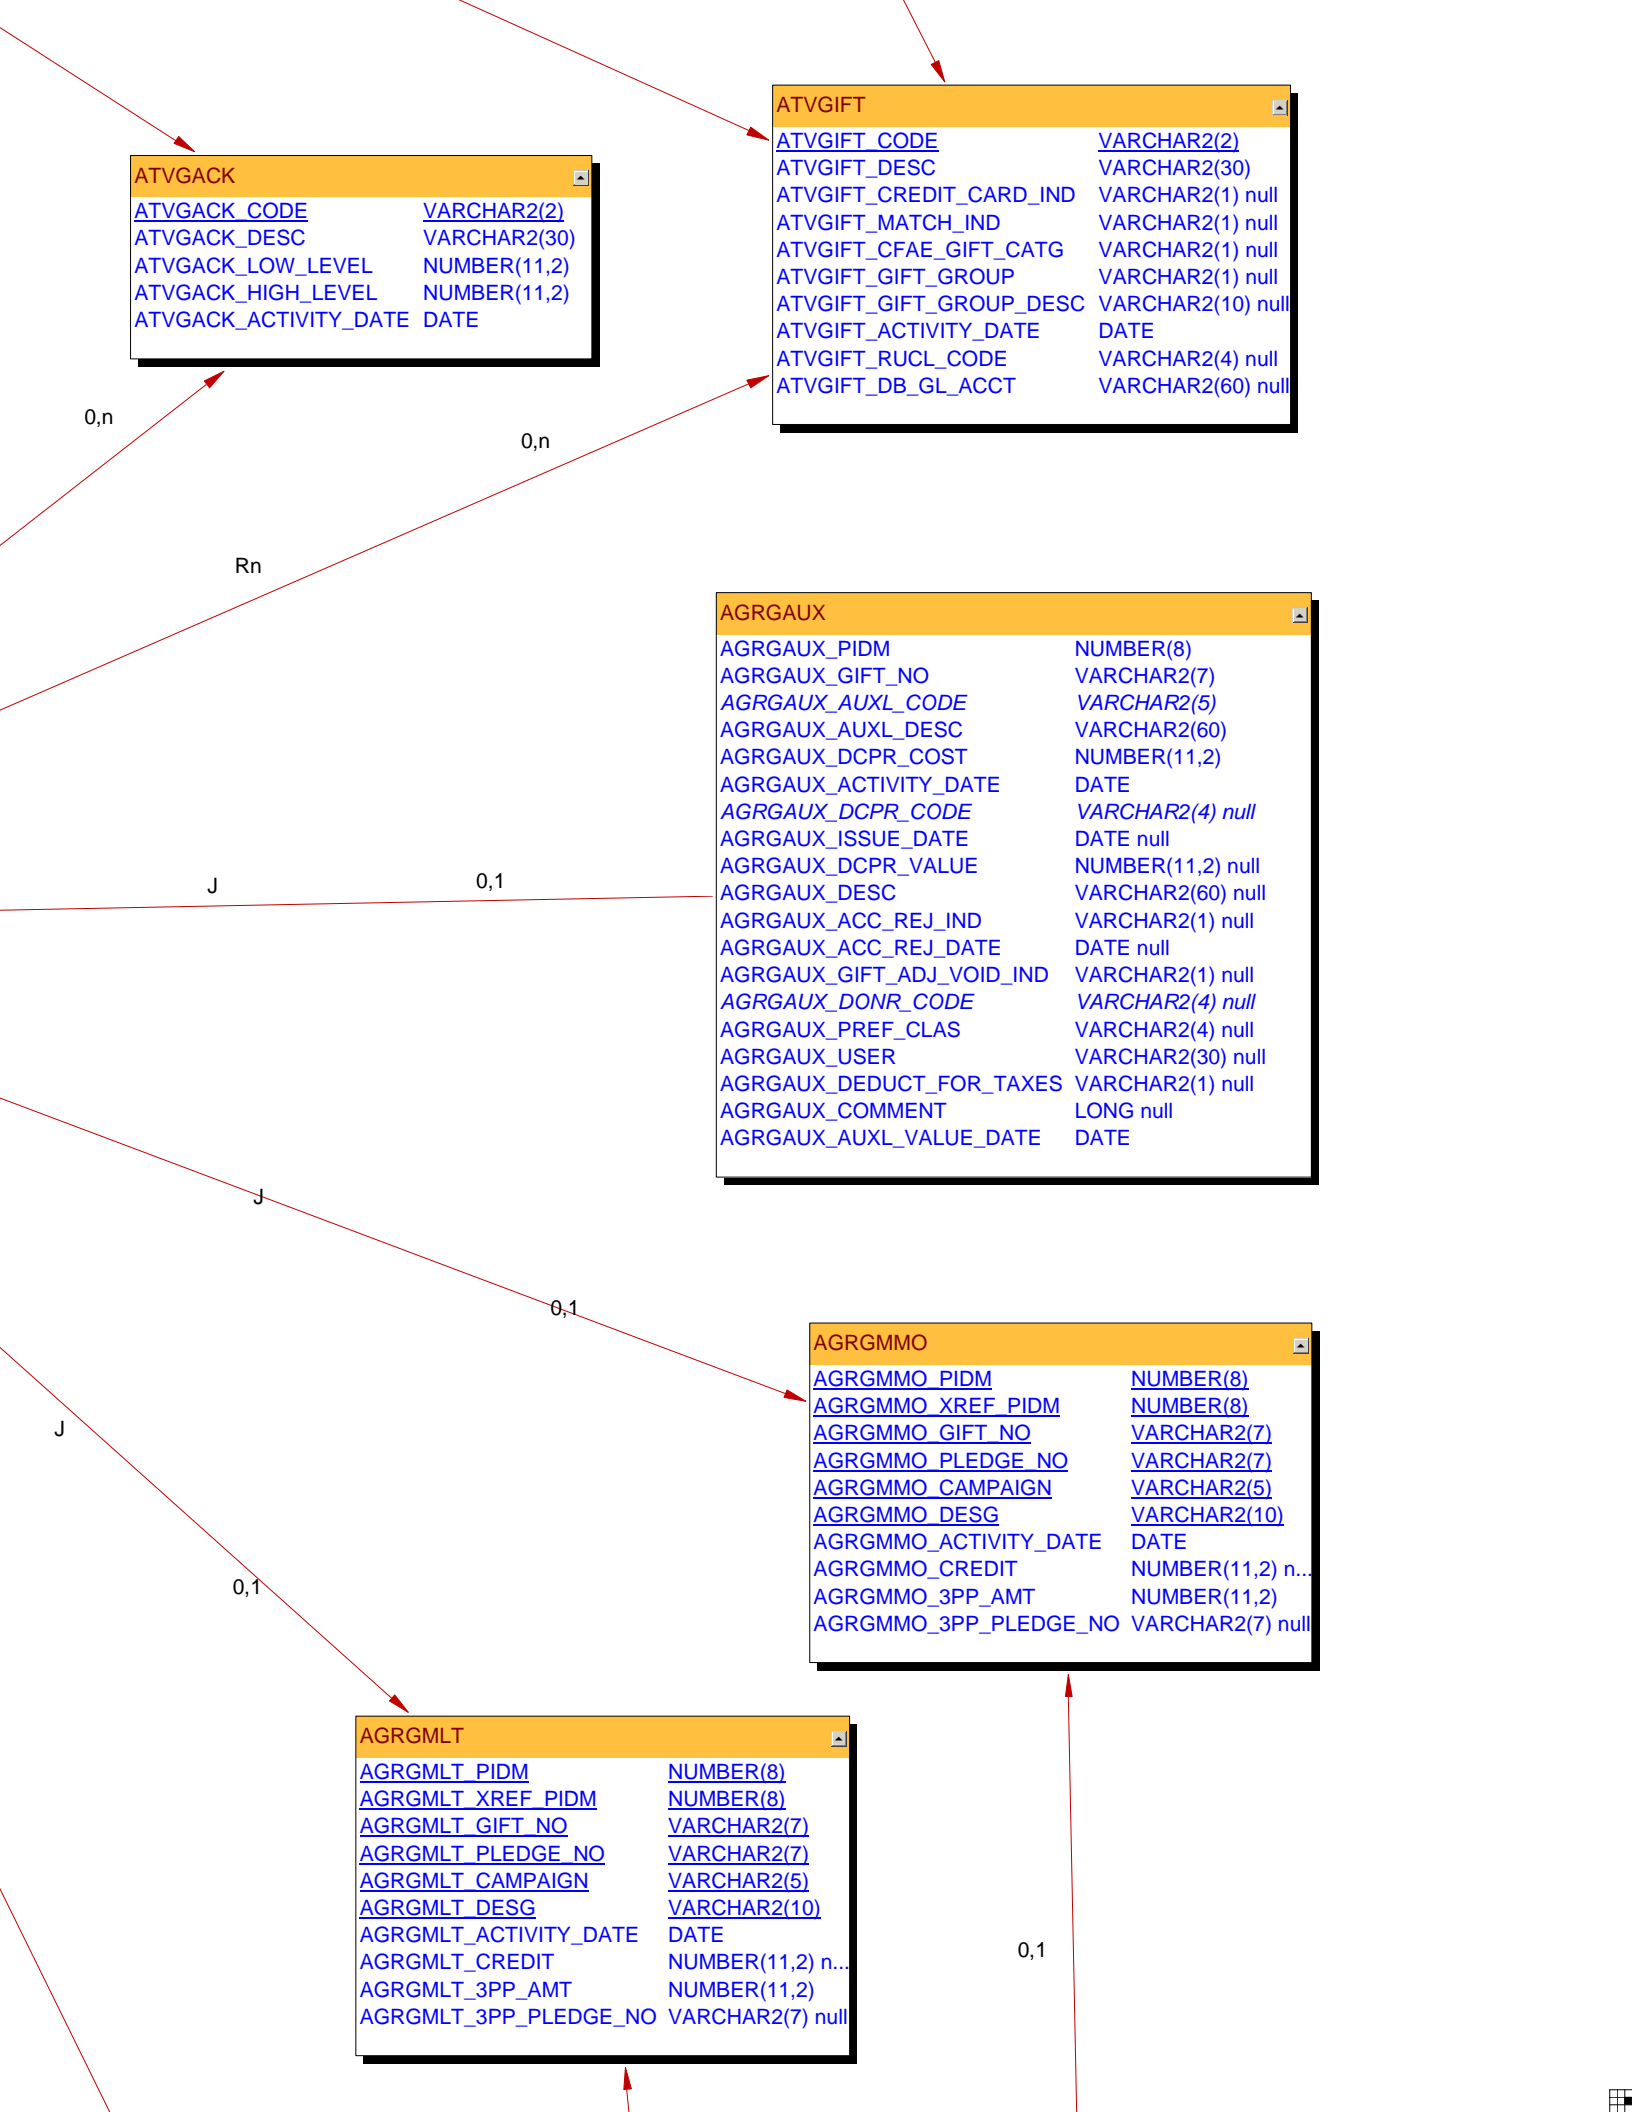 ATVGIFT
ATVGIFT_CODE VARCHAR2(2)
ATVGIFT_DESC VARCHAR2(30)
ATVGIFT_CREDIT_CARD_IND VARCHAR2(1) null
ATVGIFT_MATCH_IND VARCHAR2(1) null
ATVGIFT_CFAE_GIFT_CATG VARCHAR2(1) null
ATVGIFT_GIFT_GROUP VARCHAR2(1) null
ATVGIFT_GIFT_GROUP_DESC VARCHAR2(10) null
ATVGIFT_ACTIVITY_DATE DATE
ATVGIFT_RUCL_CODE VARCHAR2(4) null
ATVGIFT_DB_GL_ACCT VARCHAR2(60) null
ATVGACK
ATVGACK_CODE VARCHAR2(2)
ATVGACK_DESC VARCHAR2(30)
ATVGACK_LOW_LEVEL NUMBER(11,2)
ATVGACK_HIGH_LEVEL NUMBER(11,2)
ATVGACK_ACTIVITY_DATE DATE
0,n
0,n
Rn
AGRGAUX
AGRGAUX_PIDM NUMBER(8)
AGRGAUX_GIFT_NO VARCHAR2(7)
AGRGAUX_AUXL_CODE VARCHAR2(5)
AGRGAUX_AUXL_DESC VARCHAR2(60)
AGRGAUX_DCPR_COST NUMBER(11,2)
AGRGAUX_ACTIVITY_DATE DATE
AGRGAUX_DCPR_CODE VARCHAR2(4) null
AGRGAUX_ISSUE_DATE DATE null
AGRGAUX_DCPR_VALUE NUMBER(11,2) null
AGRGAUX_DESC VARCHAR2(60) null
AGRGAUX_ACC_REJ_IND VARCHAR2(1) null
AGRGAUX_ACC_REJ_DATE DATE null
AGRGAUX_GIFT_ADJ_VOID_IND VARCHAR2(1) null
AGRGAUX_DONR_CODE VARCHAR2(4) null
AGRGAUX_PREF_CLAS VARCHAR2(4) null
AGRGAUX_USER VARCHAR2(30) null
AGRGAUX_DEDUCT_FOR_TAXES VARCHAR2(1) null
AGRGAUX_COMMENT LONG null
AGRGAUX_AUXL_VALUE_DATE DATE
J
0,1
J
0,1
AGRGMMO
AGRGMMO_PIDM NUMBER(8)
AGRGMMO_XREF_PIDM NUMBER(8)
AGRGMMO_GIFT_NO VARCHAR2(7)
AGRGMMO_PLEDGE_NO VARCHAR2(7)
AGRGMMO_CAMPAIGN VARCHAR2(5)
AGRGMMO_DESG VARCHAR2(10)
AGRGMMO_ACTIVITY_DATE DATE
AGRGMMO_CREDIT NUMBER(11,2) n...
AGRGMMO_3PP_AMT NUMBER(11,2)
AGRGMMO_3PP_PLEDGE_NO VARCHAR2(7) null
J
0,1
AGRGMLT
AGRGMLT_PIDM NUMBER(8)
AGRGMLT_XREF_PIDM NUMBER(8)
AGRGMLT_GIFT_NO VARCHAR2(7)
AGRGMLT_PLEDGE_NO VARCHAR2(7)
AGRGMLT_CAMPAIGN VARCHAR2(5)
AGRGMLT_DESG VARCHAR2(10)
AGRGMLT_ACTIVITY_DATE DATE
AGRGMLT_CREDIT NUMBER(11,2) n...
AGRGMLT_3PP_AMT NUMBER(11,2)
AGRGMLT_3PP_PLEDGE_NO VARCHAR2(7) null
0,1